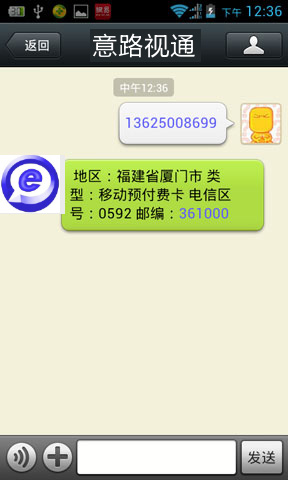 下午 12:36
返回
意路视通
中午12:36
13625008699
地区：福建省厦门市 类
型：移动预付费卡 电信区
号：0592 邮编：361000
发送